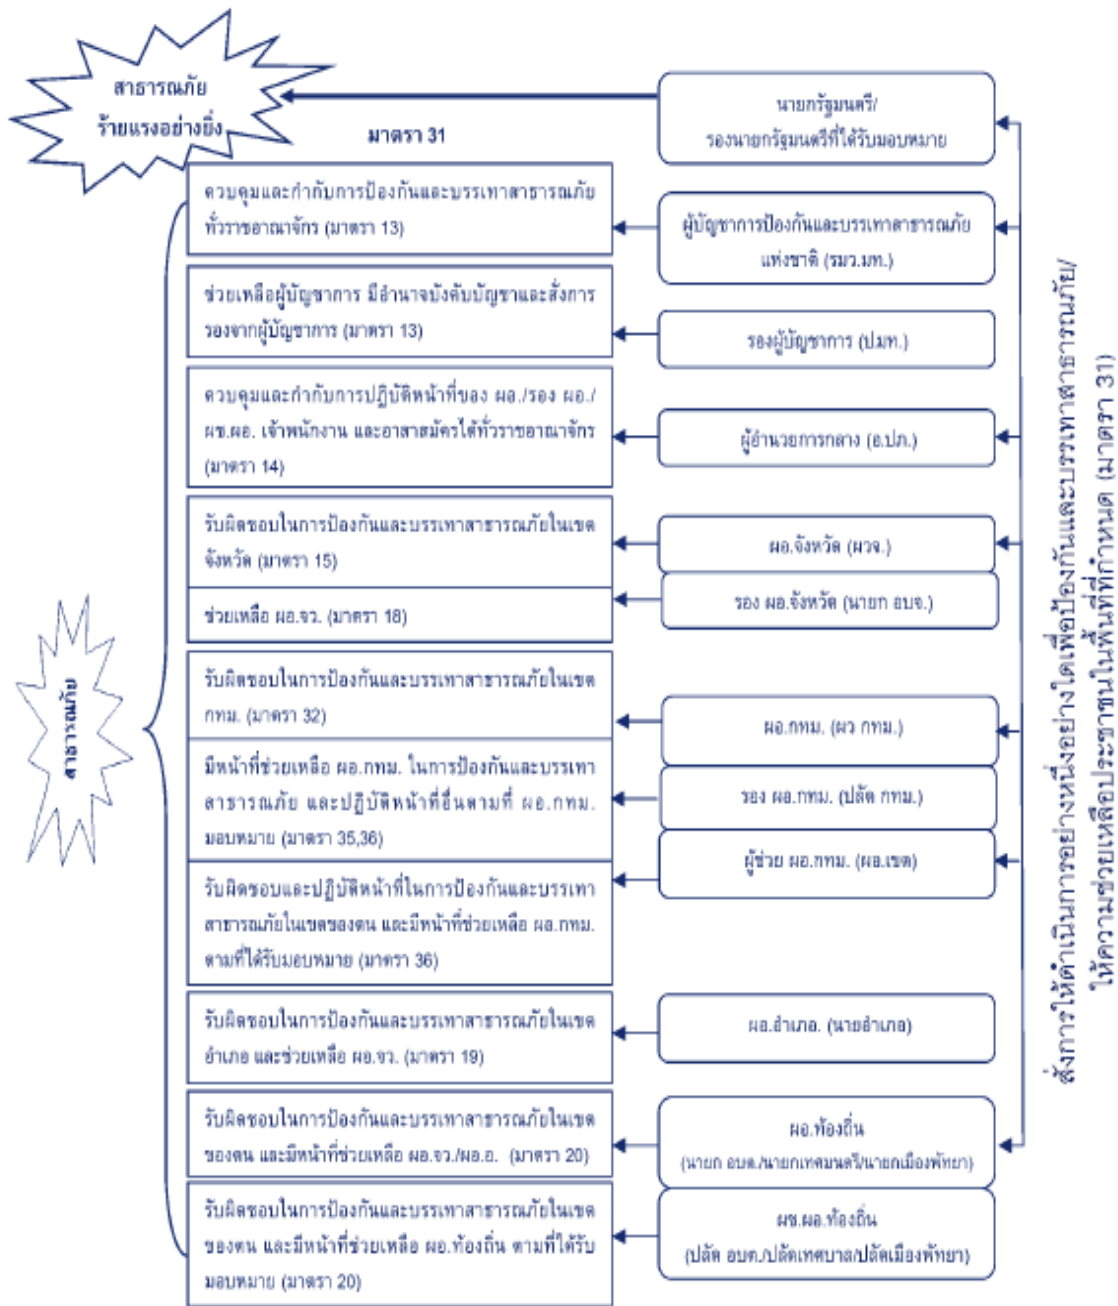 สาธารณภัย
ร้ายแรงอย่างยิ่ง
มาตรา 31
นายกรัฐมนตรี/
รองนายกรัฐมนตรีที่ได้รับมอบหมาย
ควบคุมและกำกับการป้องกันและบรรเทาสาธารณภัย
ทั่วราชอาณาจักร (มาตรา 13)
ผู้บัญชาการป้องกันและบรรเทาสาธารณภัย
แห่งชาติ (รมว.มท.)
ช่วยเหลือผู้บัญชาการ มีอำนาจบังคับบัญชาและสั่งการ
รองจากผู้บัญชาการ (มาตรา 13)
รองผู้บัญชาการ (ปมท.)
ควบคุมและกำกับการปฏิบัติหน้าที่ของ ผอ./รอง ผอ./
ผช.ผอ. เจ้าพนักงาน และอาสาสมัครได้ทั่วราชอาณาจักร
(มาตรา 14)
ผู้อำนวยการกลาง (อ.ปภ.)
รับผิดชอบในการป้องกันและบรรเทาสาธารณภัยในเขต
จังหวัด (มาตรา 15)
ผอ.จังหวัด (ผวจ.)
ช่วยเหลือ ผอ.จว. (มาตรา 18)
รอง ผอ.จังหวัด (นายก อบจ.)
รับผิดชอบในการป้องกันและบรรเทาสาธารณภัยในเขต
กทม. (มาตรา 32)
ผอ.กทม. (ผว กทม.)
มีหน้าที่ช่วยเหลือ ผอ.กทม. ในการป้องกันและบรรเทา
สาธารณภัย และปฏิบัติหน้าที่อื่นตามที่ ผอ.กทม.
มอบหมาย (มาตรา 35,36)
รอง ผอ.กทม. (ปลัด กทม.)
ผู้ช่วย ผอ.กทม. (ผอ.เขต)
รับผิดชอบและปฏิบัติหน้าที่ในการป้องกันและบรรเทา
สาธารณภัยในเขตของตน และมีหน้าที่ช่วยเหลือ ผอ.กทม.
ตามที่ได้รับมอบหมาย (มาตรา 36)
รับผิดชอบในการป้องกันและบรรเทาสาธารณภัยในเขต
อำเภอ และช่วยเหลือ ผอ.จว. (มาตรา 19)
ผอ.อำเภอ. (นายอำเภอ)
รับผิดชอบในการป้องกันและบรรเทาสาธารณภัยในเขต
ของตน และมีหน้าที่ช่วยเหลือ ผอ.จว./ผอ.อ. (มาตรา 20)
ผอ.ท้องถิ่น
(นายก อบต./นายกเทศมนตรี/นายกเมืองพัทยา)
รับผิดชอบในการป้องกันและบรรเทาสาธารณภัยในเขต
ของตน และมีหน้าที่ช่วยเหลือ ผอ.ท้องถิ่น ตามที่ได้รับ
มอบหมาย (มาตรา 20)
ผช.ผอ.ท้องถิ่น
(ปลัด อบต./ปลัดเทศบาล/ปลัดเมืองพัทยา)
สาธารณภัย
สั่งการให้ดำเนินการอย่างหนึ่งอย่างใดเพื่อป้องกันและบรรเทาสาธารณภัย/
ให้ความช่วยเหลือประชาชนในพื้นที่ที่กำหนด (มาตรา 31)